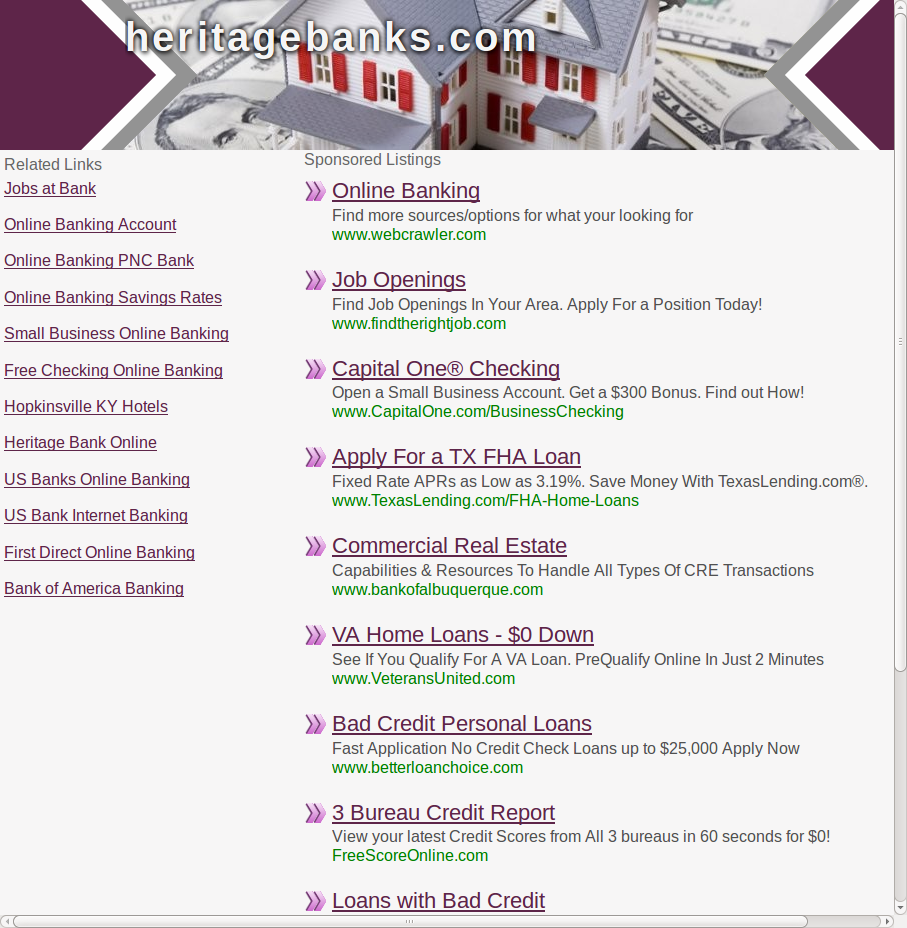 heritagebanks.com
Related Links
Jobs at Bank
Online Banking Account
Online Banking PNC Bank
Online Banking Savings Rates
Small Business Online Banking
Free Checking Online Banking
Hopkinsville KY Hotels
Heritage Bank Online
US Banks Online Banking
US Bank Internet Banking
First Direct Online Banking
Bank of America Banking
Sponsored Listings
Online Banking
Find more sources/options for what your looking for
www.webcrawler.com
Job Openings
Find Job Openings In Your Area. Apply For a Position Today!
www.findtherightjob.com
Capital One® Checking
Open a Small Business Account. Get a $300 Bonus. Find out How!
www.CapitalOne.com/BusinessChecking
Apply For a TX FHA Loan
Fixed Rate APRs as Low as 3.19%. Save Money With TexasLending.com®.
www.TexasLending.com/FHA-Home-Loans
Commercial Real Estate
Capabilities & Resources To Handle All Types Of CRE Transactions
www.bankofalbuquerque.com
VA Home Loans - $0 Down
See If You Qualify For A VA Loan. PreQualify Online In Just 2 Minutes
www.VeteransUnited.com
Bad Credit Personal Loans
Fast Application No Credit Check Loans up to $25,000 Apply Now
www.betterloanchoice.com
3 Bureau Credit Report
View your latest Credit Scores from All 3 bureaus in 60 seconds for $0!
FreeScoreOnline.com
Loans with Bad Credit